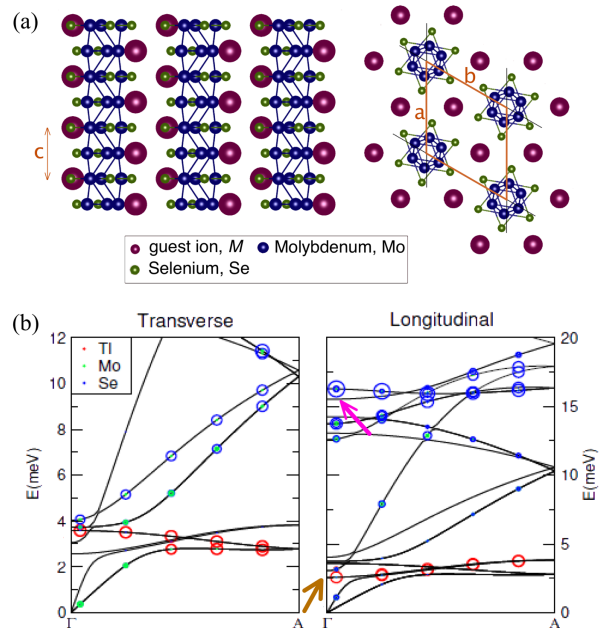 (a)
c
a
b
guest ion, M
Molybdenum, Mo
Selenium, Se
(b)
Transverse
Longitudinal
12
10
8
6
4
2
0
E(meV)
Tl
Mo
Se
Γ
A
20
15
10
5
0
E(meV)
Γ
A